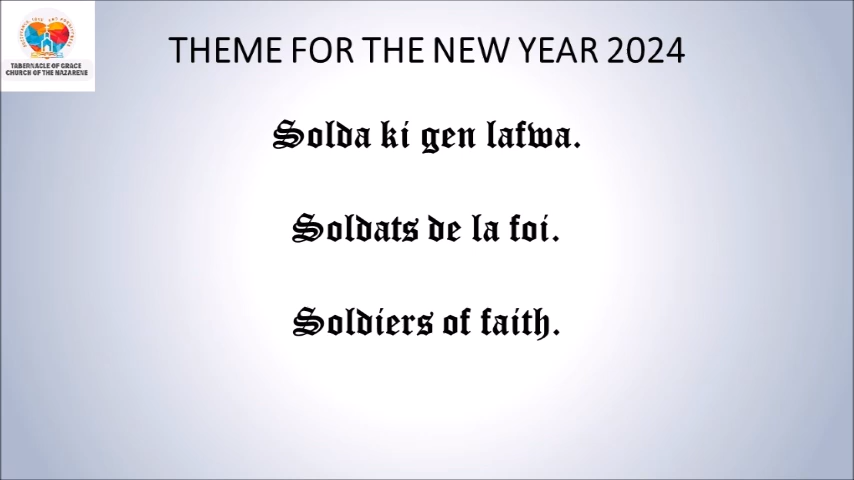 TABERNACLE OF GRACE
CHURCH OF THE NAZARENE
THEME FOR THE NEW YEAR 2024
Solda ki gen lafwa.
Soldats de la foi.
Soldiers of faith.